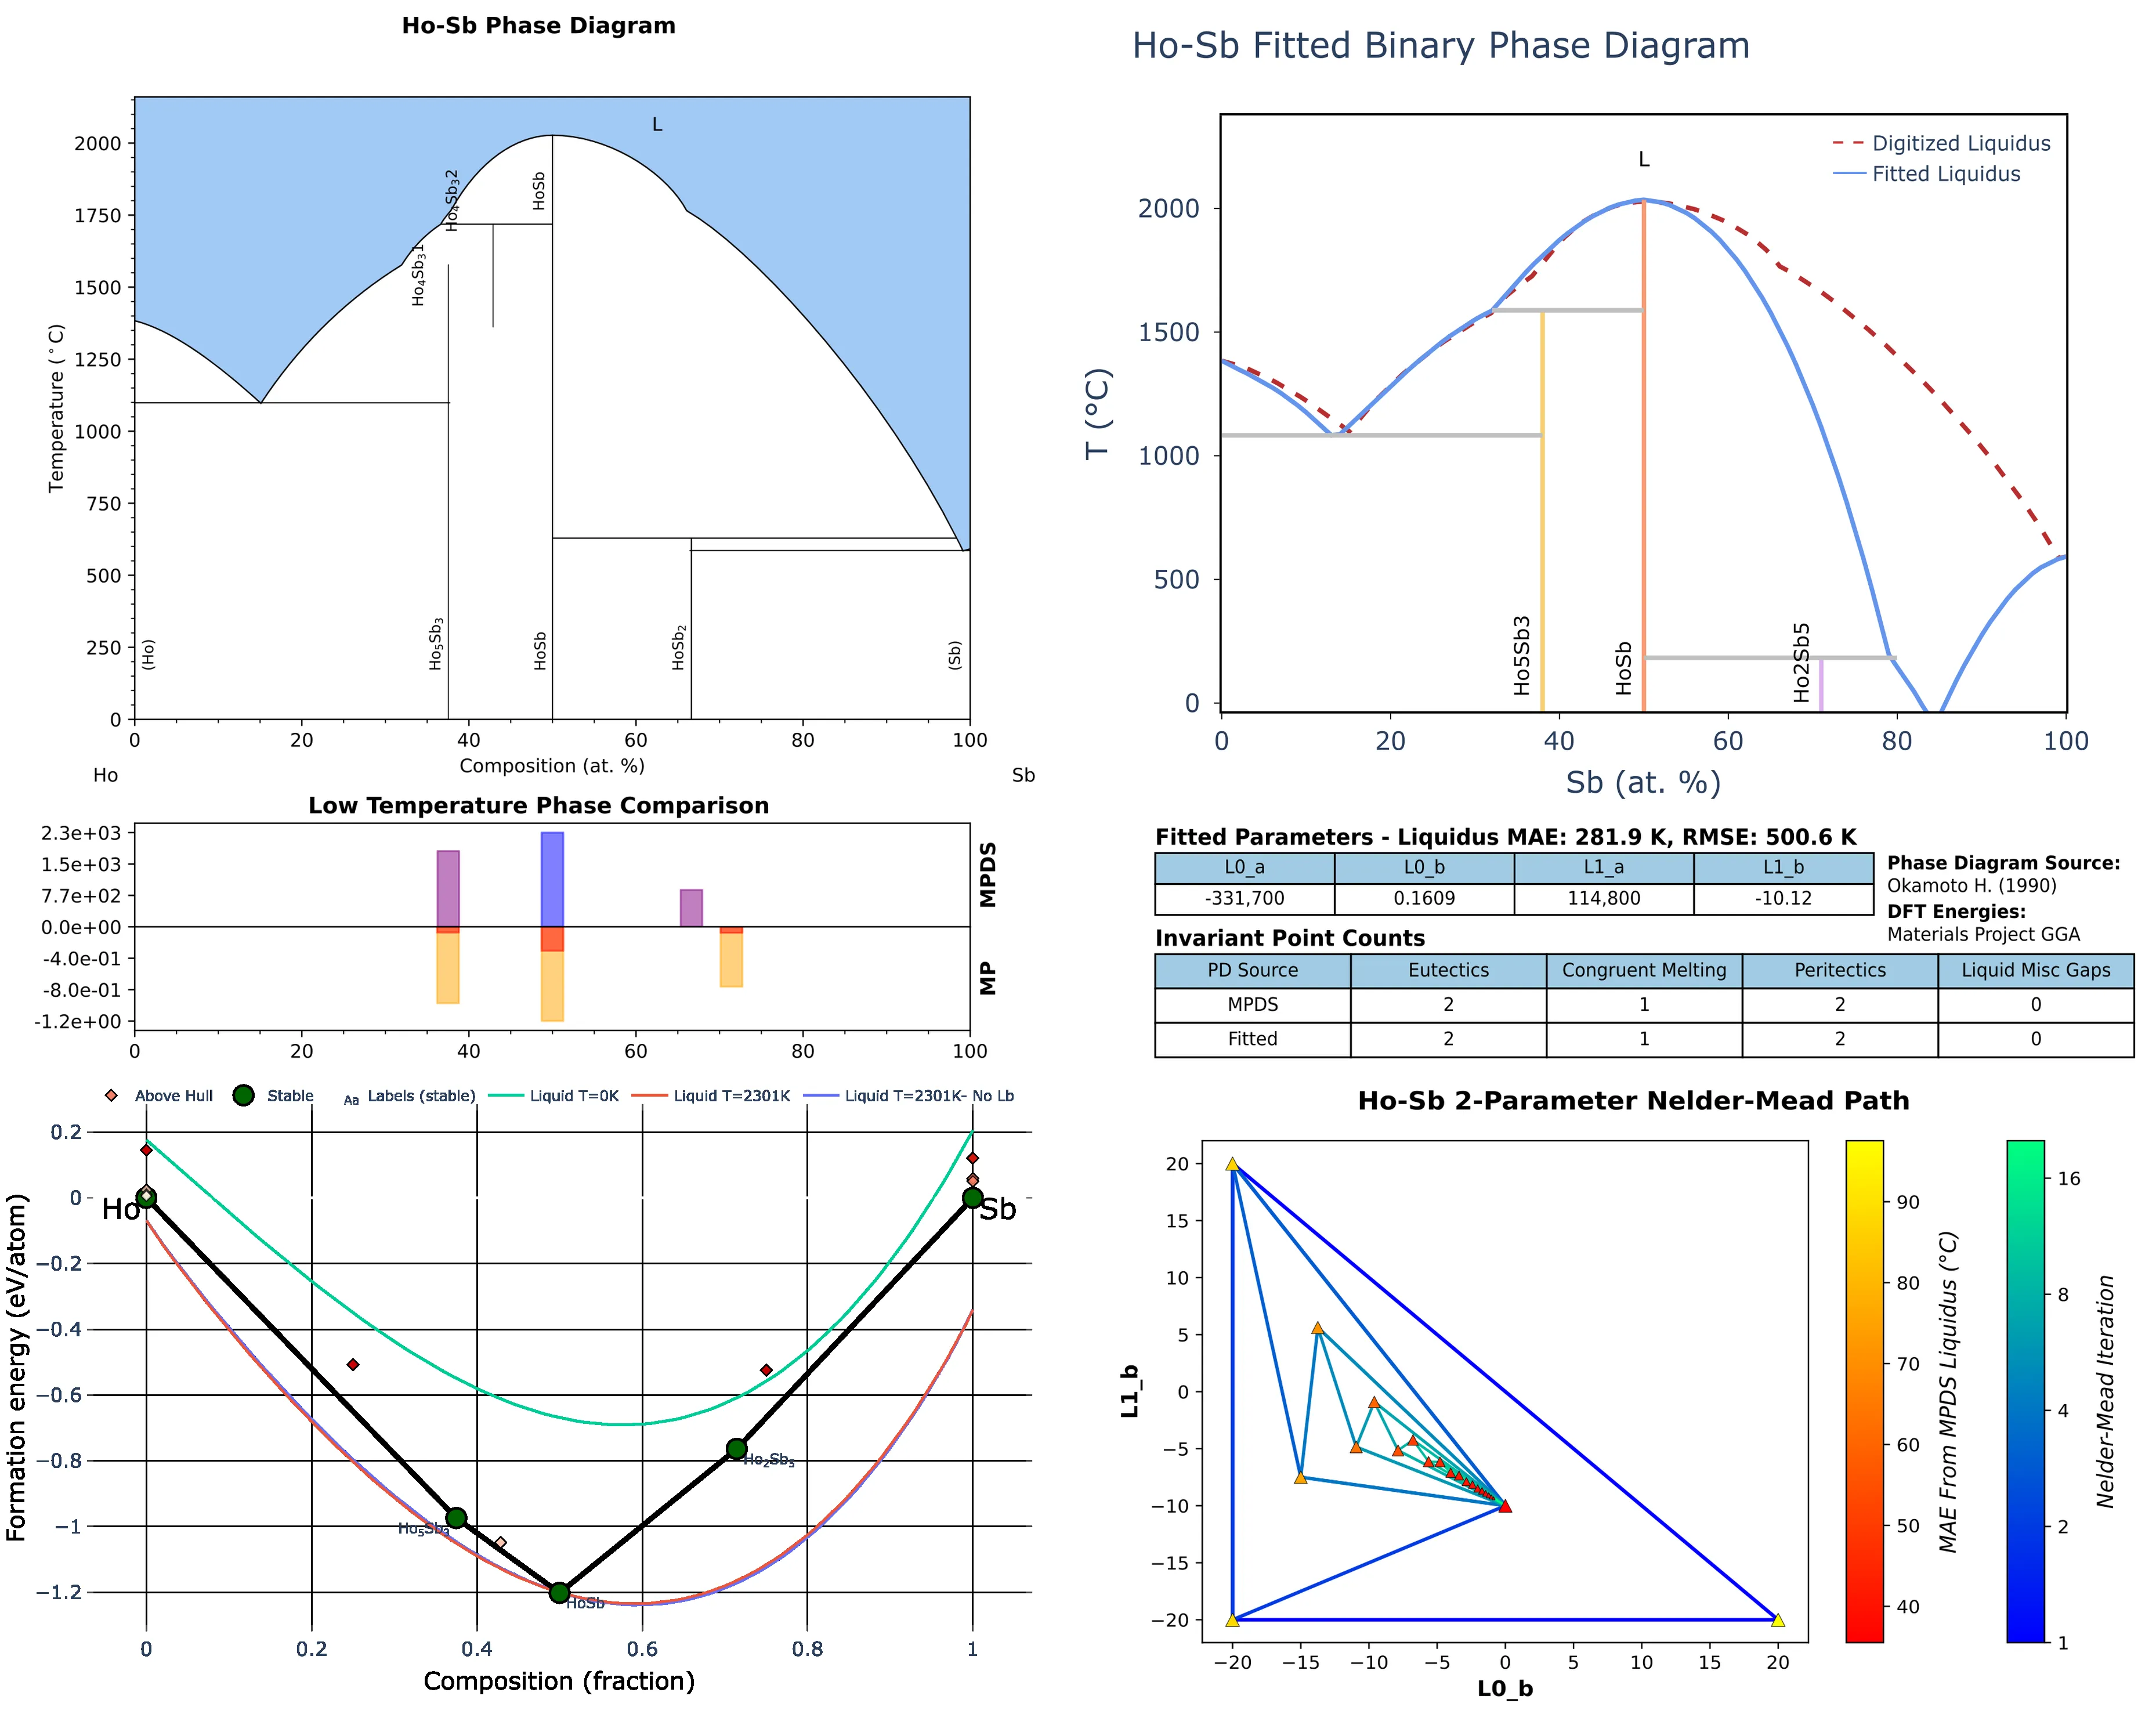 Ho-Sb Phase Diagram
L
Ho₄Sb₃2
HoSb
Ho₄Sb₃1
2000
1750
1500
1250
1000
750
500
250
0
Temperature (°C)
(Ho)
Ho₅Sb₃
HoSb
HoSb₂
(Sb)
0 20 40 60 80 100
Composition (at. %)
Ho Sb
Ho-Sb Fitted Binary Phase Diagram
Digitized Liquidus
Fitted Liquidus
L
2000
1500
1000
500
0
T (°C)
Ho5Sb3
HoSb
Ho2Sb5
0 20 40 60 80 100
Sb (at. %)
Low Temperature Phase Comparison
2.3e+03
1.5e+03
7.7e+02
0.0e+00
-4.0e-01
-8.0e-01
-1.2e+00
MPDS
MP
0 20 40 60 80 100
Fitted Parameters - Liquidus MAE: 281.9 K, RMSE: 500.6 K
L0_a L0_b L1_a L1_b
-331,700 0.1609 114,800 -10.12
Phase Diagram Source:
Okamoto H. (1990)
DFT Energies:
Materials Project GGA
Invariant Point Counts
PD Source Eutectics Congruent Melting Peritectics Liquid Misc Gaps
MPDS 2 1 2 0
Fitted 2 1 2 0
Above Hull Stable Aa Labels (stable) Liquid T=0K Liquid T=2301K Liquid T=2301K- No Lb
0.2
0
−0.2
−0.4
−0.6
−0.8
−1
−1.2
Formation energy (eV/atom)
Ho
Sb
Ho₂Sb₅
Ho₅Sb₃
HoSb
0 0.2 0.4 0.6 0.8 1
Composition (fraction)
Ho-Sb 2-Parameter Nelder-Mead Path
20
15
10
5
0
−5
−10
−15
−20
L1_b
−20 −15 −10 −5 0 5 10 15 20
L0_b
90
80
70
60
50
40
MAE From MPDS Liquidus (°C)
16
8
4
2
1
Nelder-Mead Iteration